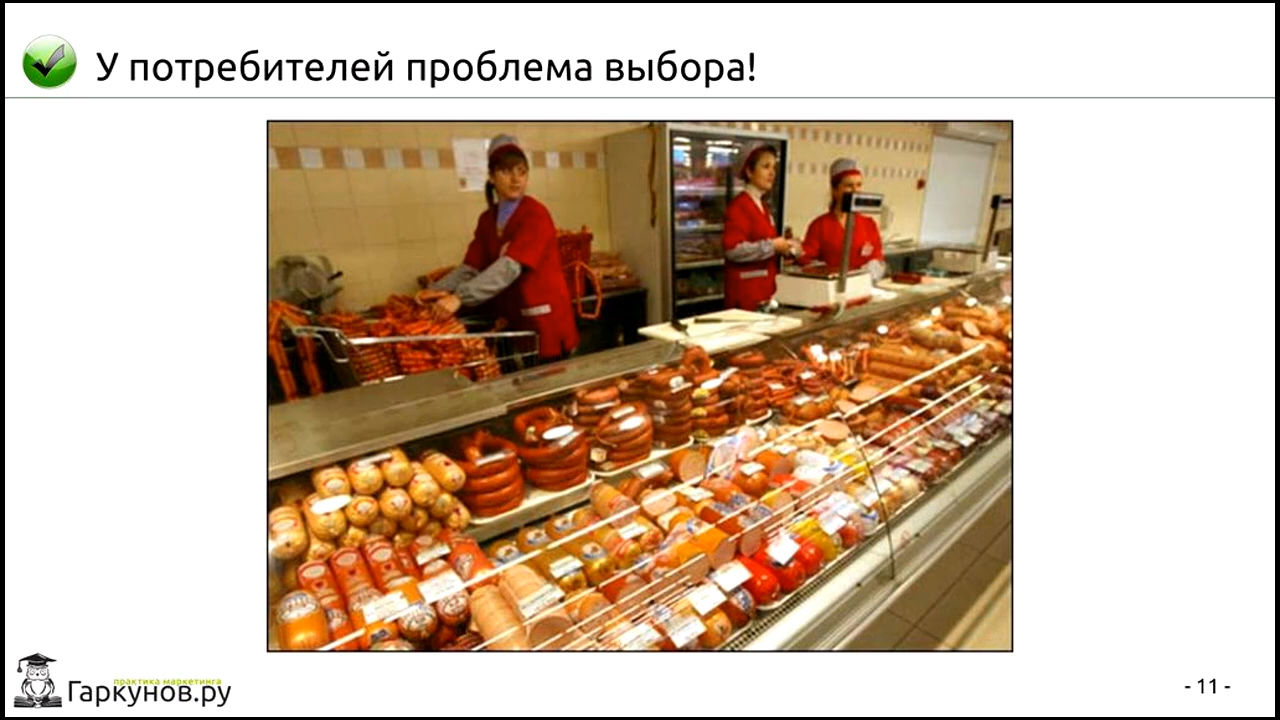 У потребителей проблема выбора!
практика маркетинга
Гаркунов.ру
- 11 -